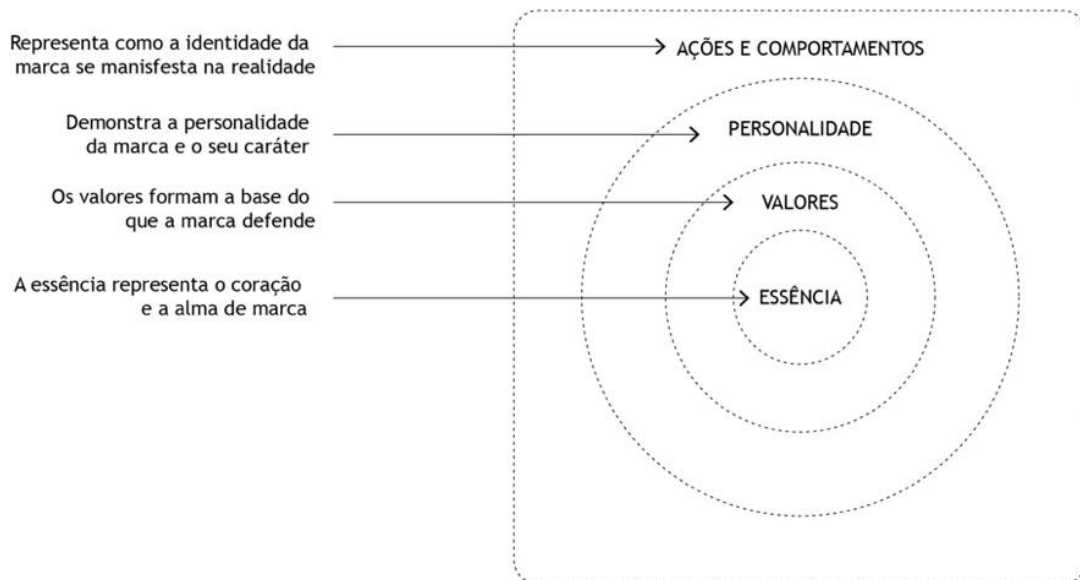 Representa como a identidade da
marca se manisfesta na realidade
AÇÕES E COMPORTAMENTOS
Demonstra a personalidade
da marca e o seu caráter
PERSONALIDADE
Os valores formam a base do
que a marca defende
VALORES
A essência representa o coração
e a alma de marca
ESSÊNCIA